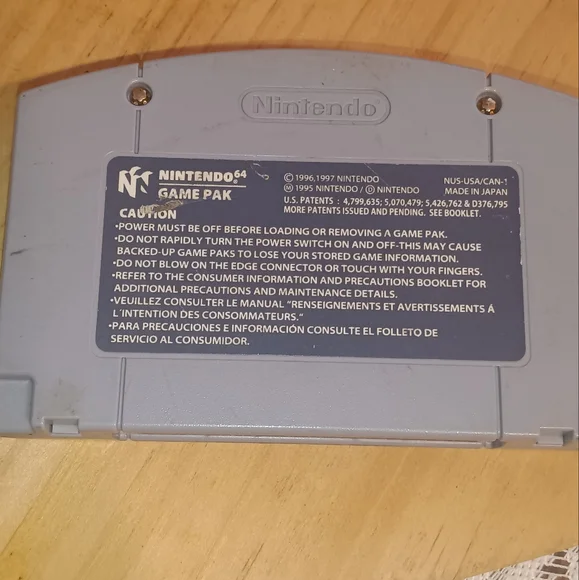 Nintendo
NINTENDO64
GAME PAK
© 1996,1997 NINTENDO
Ⓜ 1995 NINTENDO / Ⓓ NINTENDO
NUS-USA/CAN-1
MADE IN JAPAN
U.S. PATENTS : 4,799,635; 5,070,479; 5,426,762 & D376,795
MORE PATENTS ISSUED AND PENDING. SEE BOOKLET.
CAUTION
•POWER MUST BE OFF BEFORE LOADING OR REMOVING A GAME PAK.
•DO NOT RAPIDLY TURN THE POWER SWITCH ON AND OFF-THIS MAY CAUSE
BACKED-UP GAME PAKS TO LOSE YOUR STORED GAME INFORMATION.
•DO NOT BLOW ON THE EDGE CONNECTOR OR TOUCH WITH YOUR FINGERS.
•REFER TO THE CONSUMER INFORMATION AND PRECAUTIONS BOOKLET FOR
ADDITIONAL PRECAUTIONS AND MAINTENANCE DETAILS.
•VEUILLEZ CONSULTER LE MANUAL "RENSEIGNEMENTS ET AVERTISSEMENTS Á
L'INTENTION DES CONSOMMATEURS."
•PARA PRECAUCIONES E INFORMACIÓN CONSULTE EL FOLLETO DE
SERVICIO AL CONSUMIDOR.